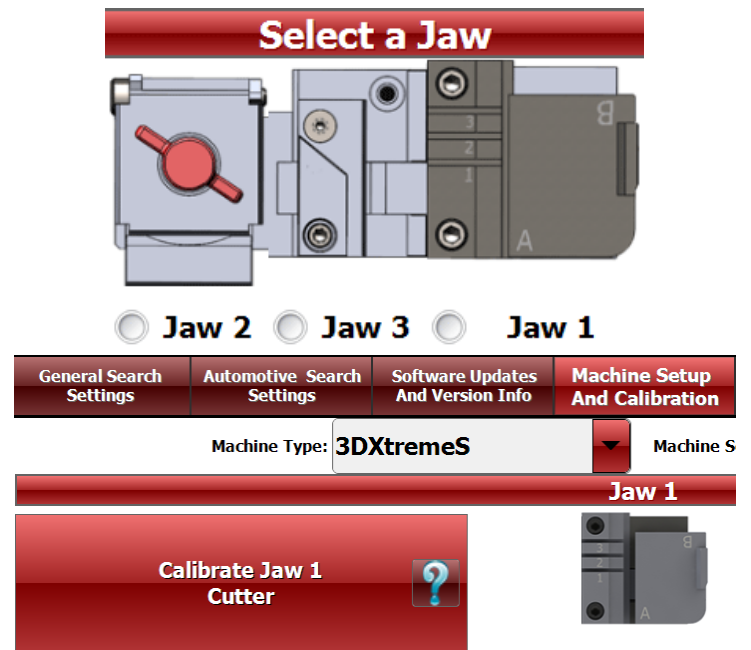 Select a Jaw
B
3
2
1
A
Jaw 2 Jaw 3 Jaw 1
General Search Settings
Automotive Search Settings
Software Updates And Version Info
Machine Setup And Calibration
Machine Type: 3DXtremeS Machine S
Jaw 1
Calibrate Jaw 1
Cutter
?
B
3
2
1
A